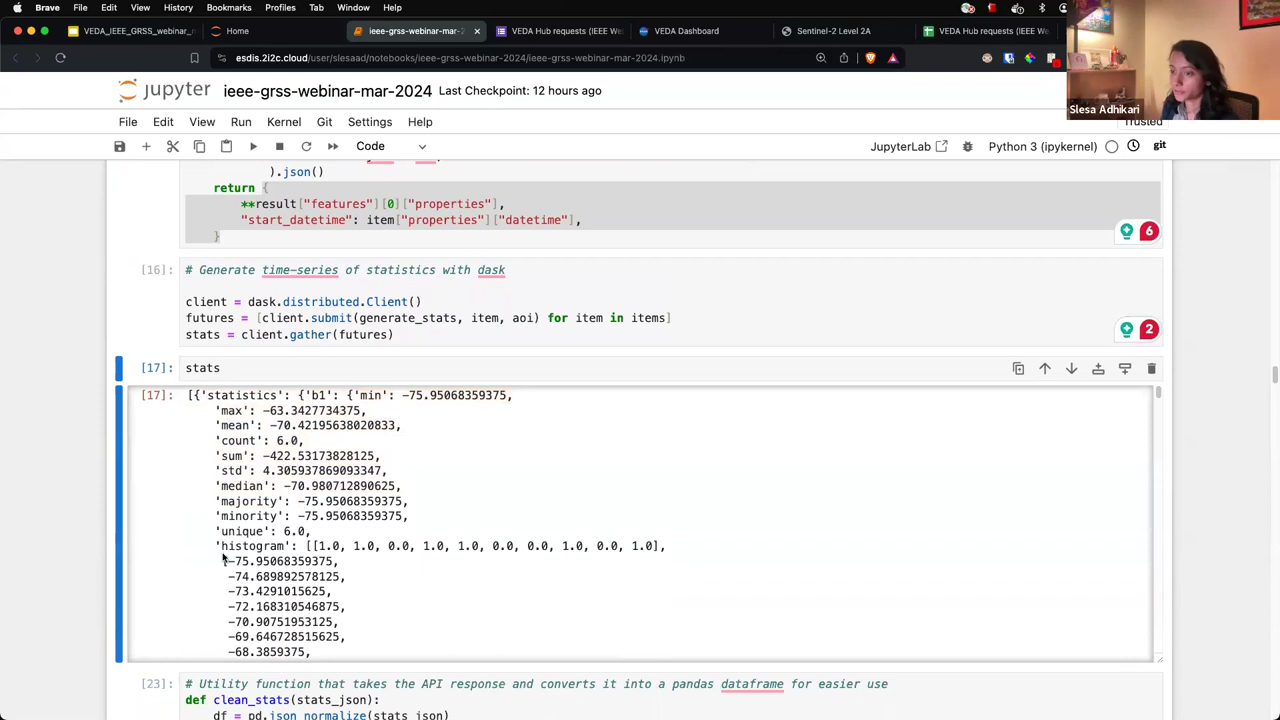 Brave File Edit View History Bookmarks Profiles Tab Window Help
VEDA_IEEE_GRSS_webinar_m
Home
ieee-grss-webinar-mar-2
VEDA Hub requests (IEEE We
VEDA Dashboard
Sentinel-2 Level 2A
VEDA Hub requests (IEEE We
esdis.2i2c.cloud/user/slesaad/notebooks/ieee-grss-webinar-2024/ieee-grss-webinar-mar-2024.ipynb
jupyter ieee-grss-webinar-mar-2024 Last Checkpoint: 12 hours ago
Slesa Adhikari
File Edit View Run Kernel Git Settings Help
Trusted
Code
JupyterLab
Python 3 (ipykernel)
git
).json()
return {
**result["features"][0]["properties"],
"start_datetime": item["properties"]["datetime"],
}
6
[16]: # Generate time-series of statistics with dask
client = dask.distributed.Client()
futures = [client.submit(generate_stats, item, aoi) for item in items]
stats = client.gather(futures)
2
[17]: stats
[17]: [{'statistics': {'b1': {'min': -75.95068359375,
'max': -63.3427734375,
'mean': -70.42195638020833,
'count': 6.0,
'sum': -422.53173828125,
'std': 4.305937869093347,
'median': -70.980712890625,
'majority': -75.95068359375,
'minority': -75.95068359375,
'unique': 6.0,
'histogram': [[1.0, 1.0, 0.0, 1.0, 1.0, 0.0, 0.0, 1.0, 0.0, 1.0],
[-75.95068359375,
-74.689892578125,
-73.4291015625,
-72.168310546875,
-70.90751953125,
-69.646728515625,
-68.3859375,
[23]: # Utility function that takes the API response and converts it into a pandas dataframe for easier use
def clean_stats(stats_json):
df = pd.json_normalize(stats_json)